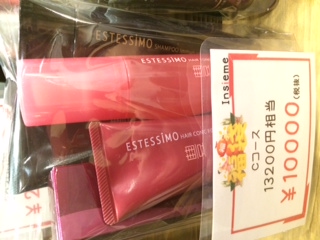 ESTESSiMO
SHAMPOO
ESTESSiMO
ESTESSiMO HAIR
Insieme
Cコース
13200円相当
¥10000(税抜)